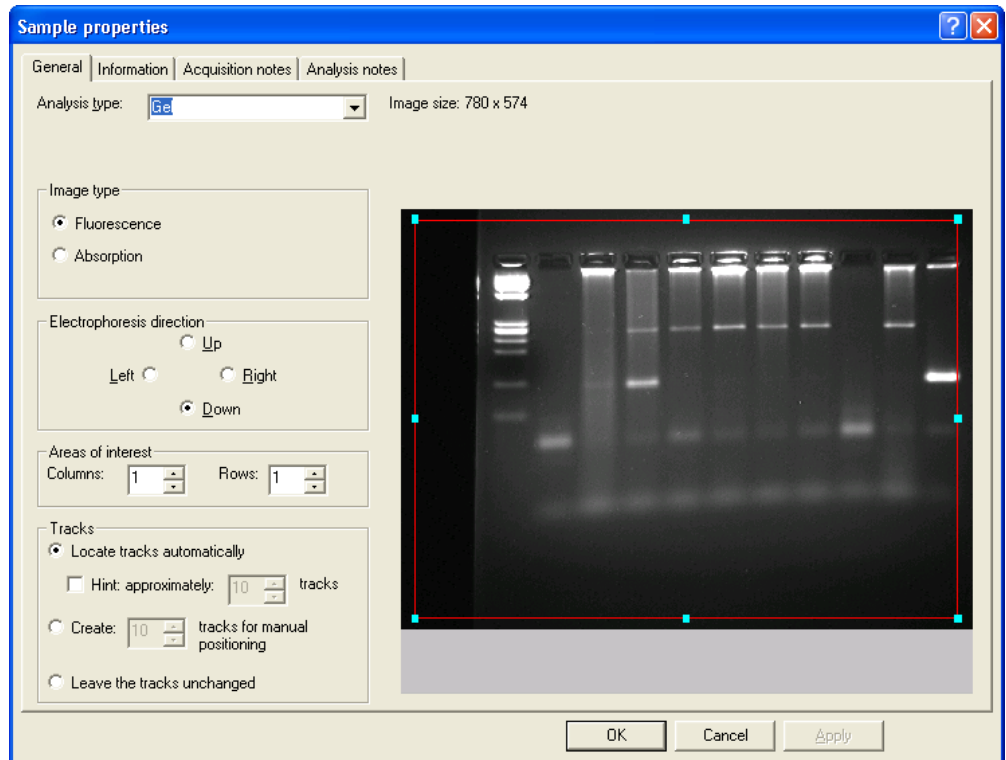 Sample properties
General Information Acquisition notes Analysis notes
Analysis type: Gel Image size: 780 x 574
Image type
Fluorescence
Absorption
Electrophoresis direction
Up
Left Right
Down
Areas of interest
Columns: 1 Rows: 1
Tracks
Locate tracks automatically
Hint: approximately: 10 tracks
Create: 10 tracks for manual
positioning
Leave the tracks unchanged
OK Cancel Apply